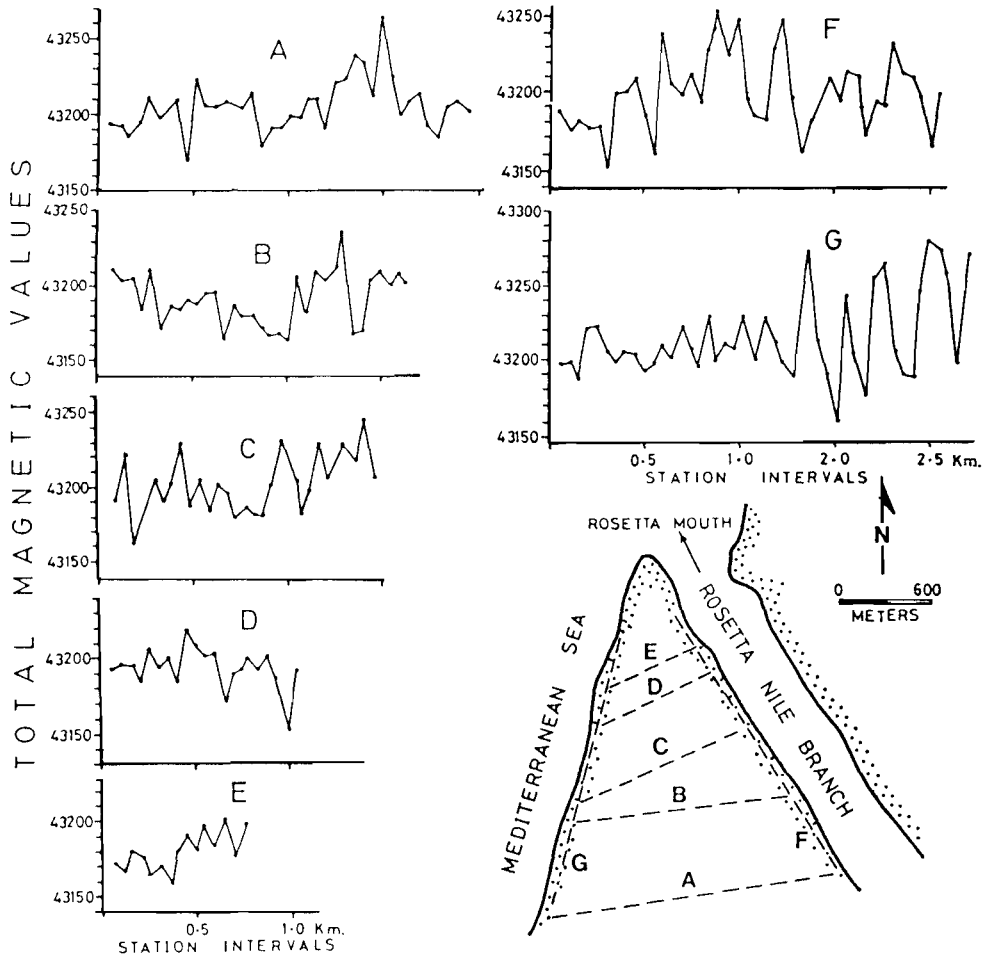 TOTAL MAGNETIC VALUES
43250
43200
43150
A
43250
43200
43150
B
43250
43200
43150
C
43200
43150
D
43200
43150
E
0·5
1·0 Km.
STATION INTERVALS
43250
43200
43150
F
43300
43250
43200
43150
G
0·5
1·0
2·0
2·5 Km.
STATION INTERVALS
N
0 600
METERS
ROSETTA MOUTH
ROSETTA NILE BRANCH
MEDITERRANEAN SEA
E
D
C
B
A
G
F